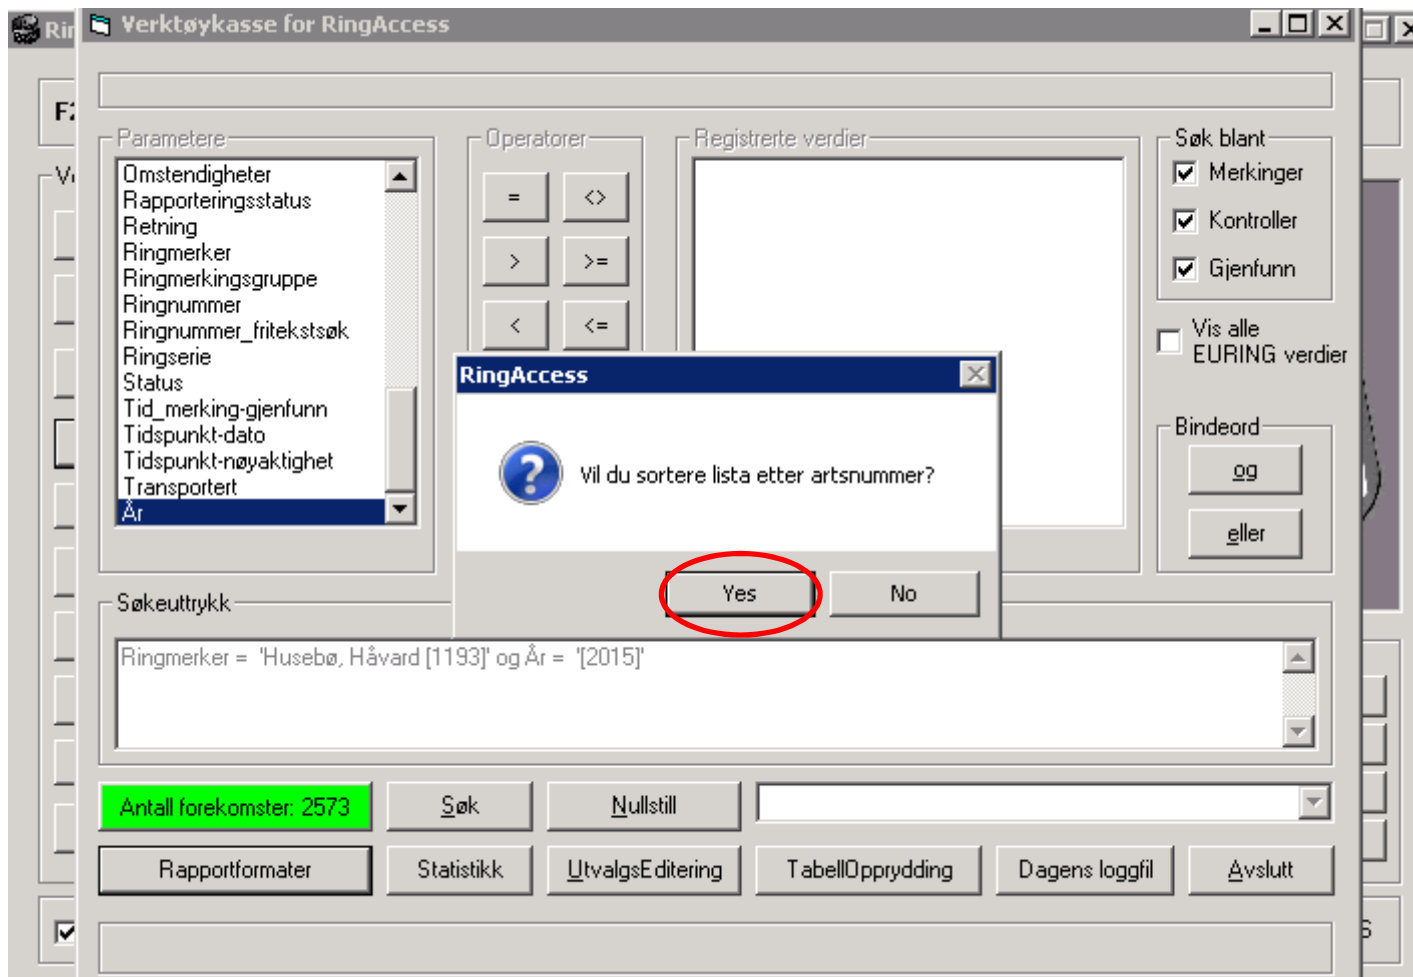 Rin
Verktøykasse for RingAccess
F2
Parametere
Operatorer
Registrerte verdier
Søk blant
Omstendigheter
Rapporteringsstatus
Retning
Ringmerker
Ringmerkingsgruppe
Ringnummer
Ringnummer_fritekstsøk
Ringserie
Status
Tid_merking-gjenfunn
Tidspunkt-dato
Tidspunkt-nøyaktighet
Transportert
År
= <>
> >=
< <=
Merkinger
Kontroller
Gjenfunn
Vis alle
EURING verdier
Bindeord
og
eller
RingAccess
Vil du sortere lista etter artsnummer?
Yes No
Søkeuttrykk
Ringmerker = 'Husebø, Håvard [1193]' og År = '[2015]'
Antall forekomster: 2573 Søk Nullstill
Rapportformater Statistikk UtvalgsEditering TabellOpprydding Dagens loggfil Avslutt